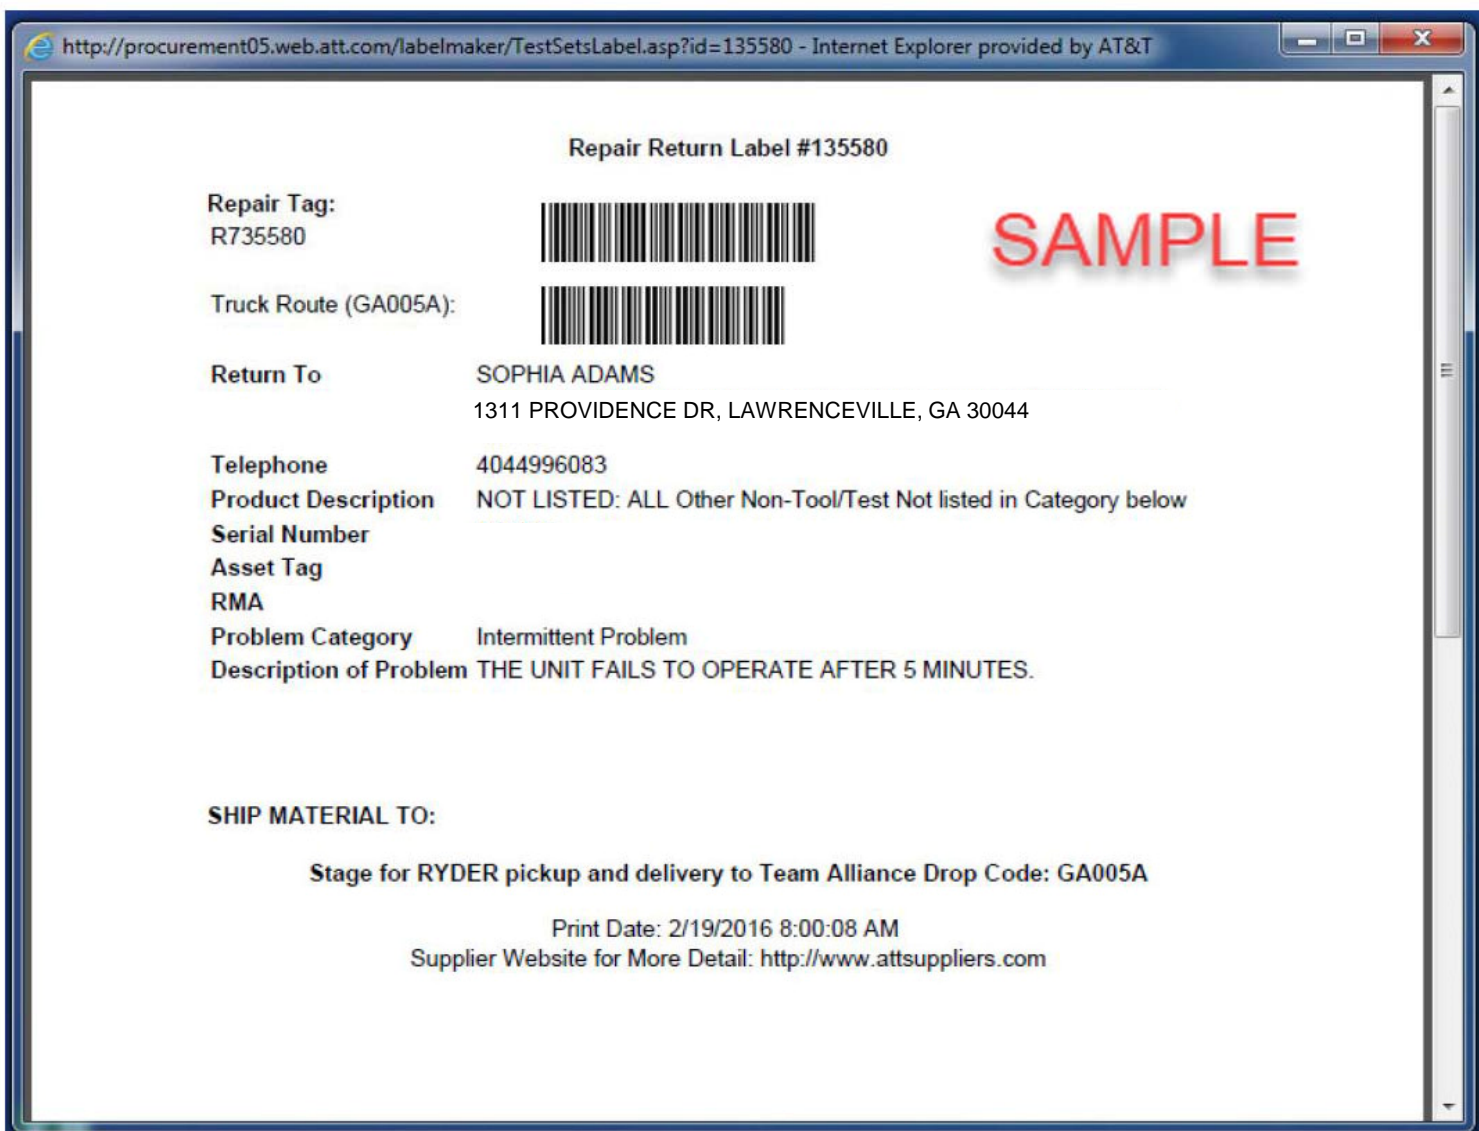 http://procurement05.web.att.com/labelmaker/TestSetsLabel.asp?id=135580 - Internet Explorer provided by AT&T
Repair Return Label #135580
Repair Tag:
R735580
SAMPLE
Truck Route (GA005A):
Return To SOPHIA ADAMS
1311 PROVIDENCE DR, LAWRENCEVILLE, GA 30044
Telephone 4044996083
Product Description NOT LISTED: ALL Other Non-Tool/Test Not listed in Category below
Serial Number
Asset Tag
RMA
Problem Category Intermittent Problem
Description of Problem THE UNIT FAILS TO OPERATE AFTER 5 MINUTES.
SHIP MATERIAL TO:
Stage for RYDER pickup and delivery to Team Alliance Drop Code: GA005A
Print Date: 2/19/2016 8:00:08 AM
Supplier Website for More Detail: http://www.attsuppliers.com